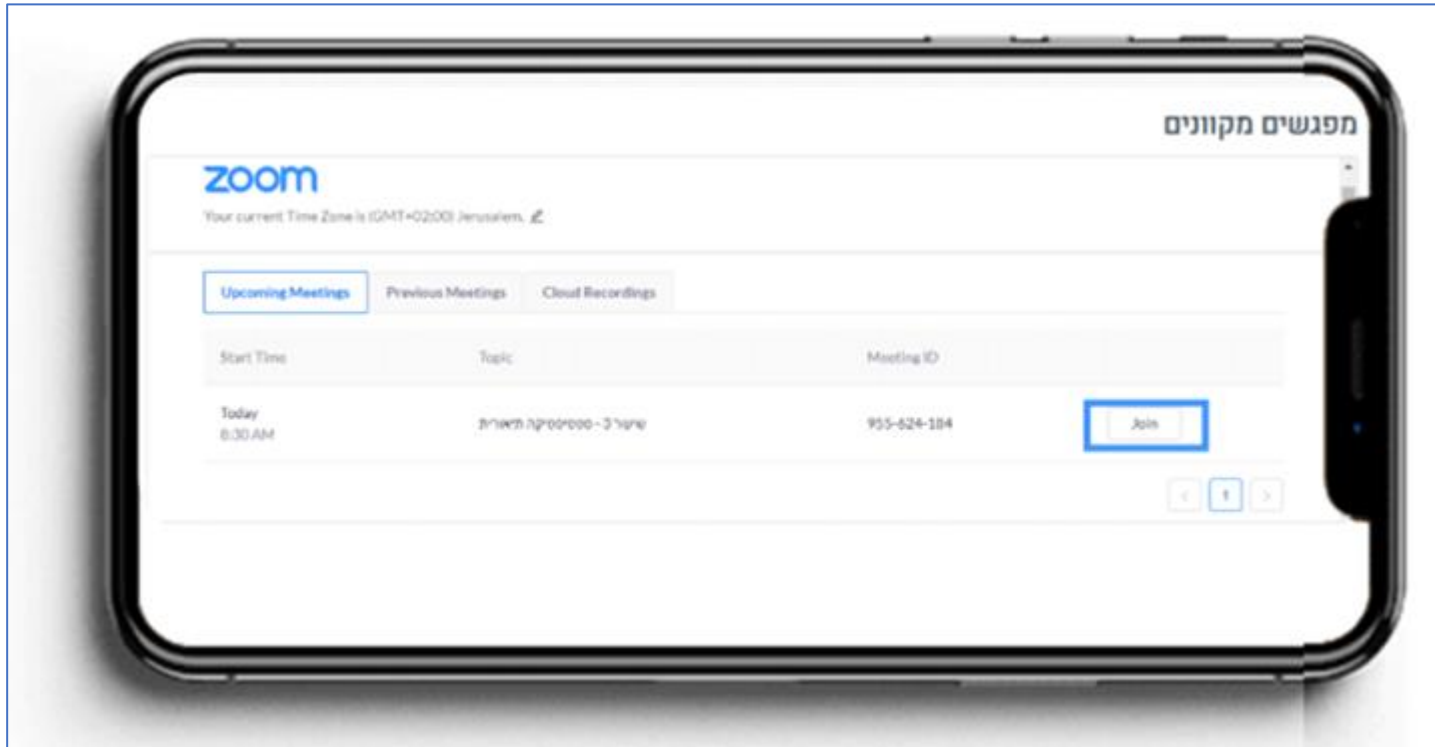 מפגשים מקוונים
zoom
Your current Time Zone is (GMT+02:00) Jerusalem.
Upcoming Meetings Previous Meetings Cloud Recordings
Start Time Topic Meeting ID
Today
8:30 AM שיעור 3 - סטטיסטיקה תיאורית 955-624-184 Join
< 1 >